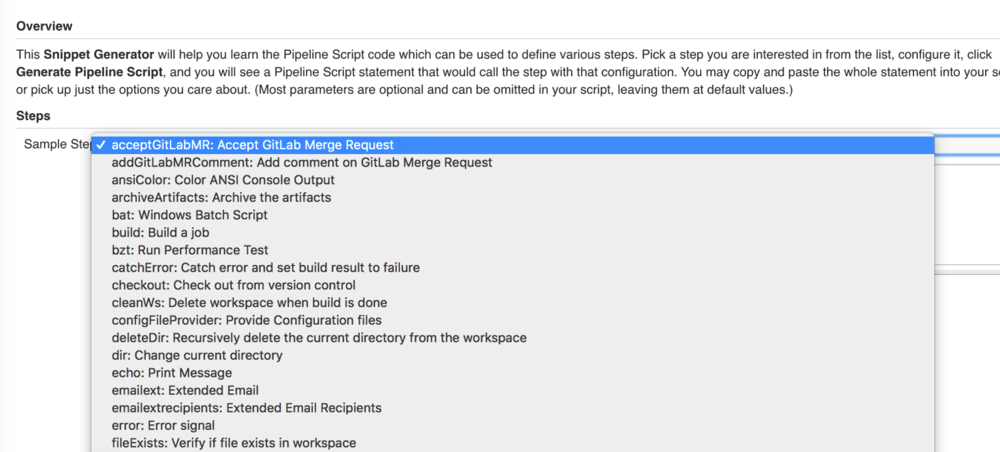 Overview
This Snippet Generator will help you learn the Pipeline Script code which can be used to define various steps. Pick a step you are interested in from the list, configure it, click
Generate Pipeline Script, and you will see a Pipeline Script statement that would call the step with that configuration. You may copy and paste the whole statement into your
or pick up just the options you care about. (Most parameters are optional and can be omitted in your script, leaving them at default values.)
Steps
Sample Step
✓ acceptGitLabMR: Accept GitLab Merge Request
addGitLabMRComment: Add comment on GitLab Merge Request
ansiColor: Color ANSI Console Output
archiveArtifacts: Archive the artifacts
bat: Windows Batch Script
build: Build a job
bzt: Run Performance Test
catchError: Catch error and set build result to failure
checkout: Check out from version control
cleanWs: Delete workspace when build is done
configFileProvider: Provide Configuration files
deleteDir: Recursively delete the current directory from the workspace
dir: Change current directory
echo: Print Message
emailext: Extended Email
emailextrecipients: Extended Email Recipients
error: Error signal
fileExists: Verify if file exists in workspace